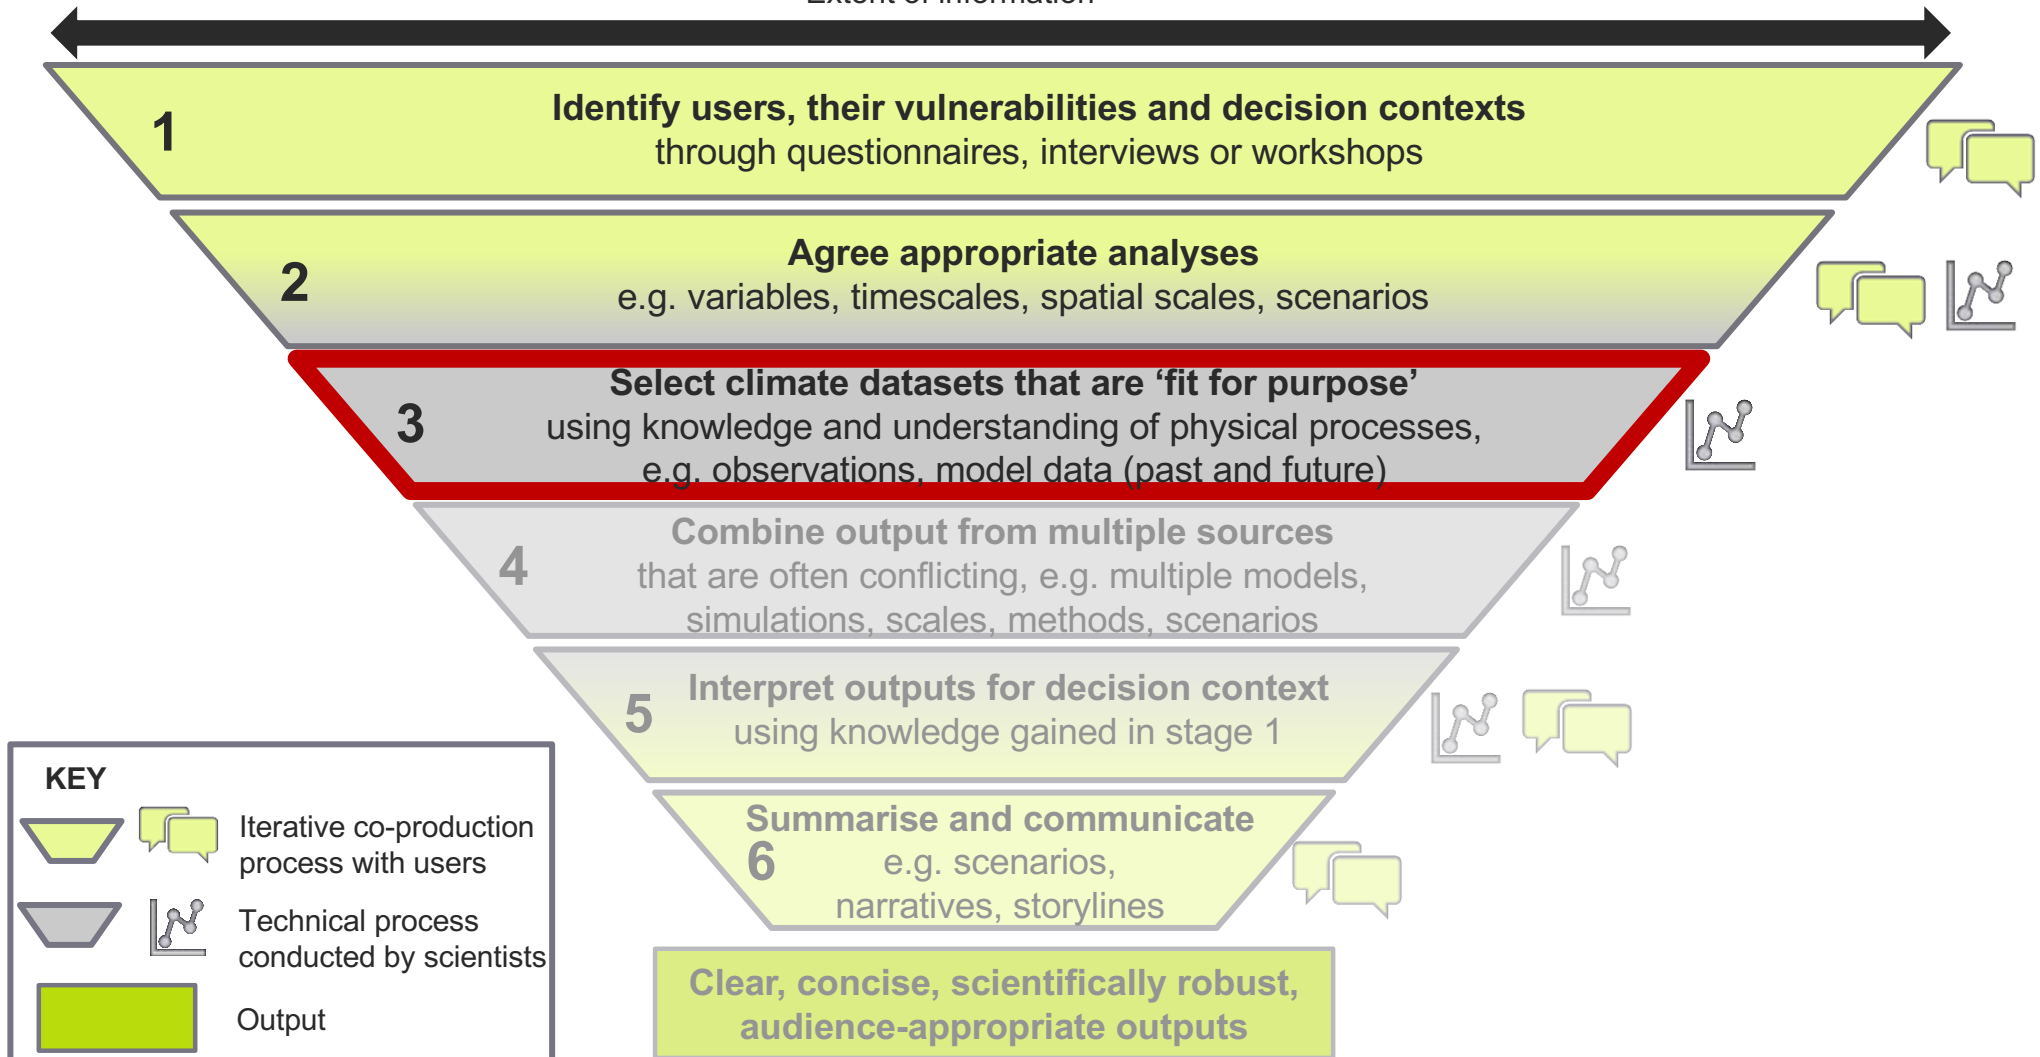 Extent of information
1
Identify users, their vulnerabilities and decision contexts
through questionnaires, interviews or workshops
2
Agree appropriate analyses
e.g. variables, timescales, spatial scales, scenarios
3
Select climate datasets that are ‘fit for purpose’
using knowledge and understanding of physical processes,
e.g. observations, model data (past and future)
4
Combine output from multiple sources
that are often conflicting, e.g. multiple models,
simulations, scales, methods, scenarios
5
Interpret outputs for decision context
using knowledge gained in stage 1
6
Summarise and communicate
e.g. scenarios,
narratives, storylines
Clear, concise, scientifically robust,
audience-appropriate outputs
KEY
Iterative co-production
process with users
Technical process
conducted by scientists
Output